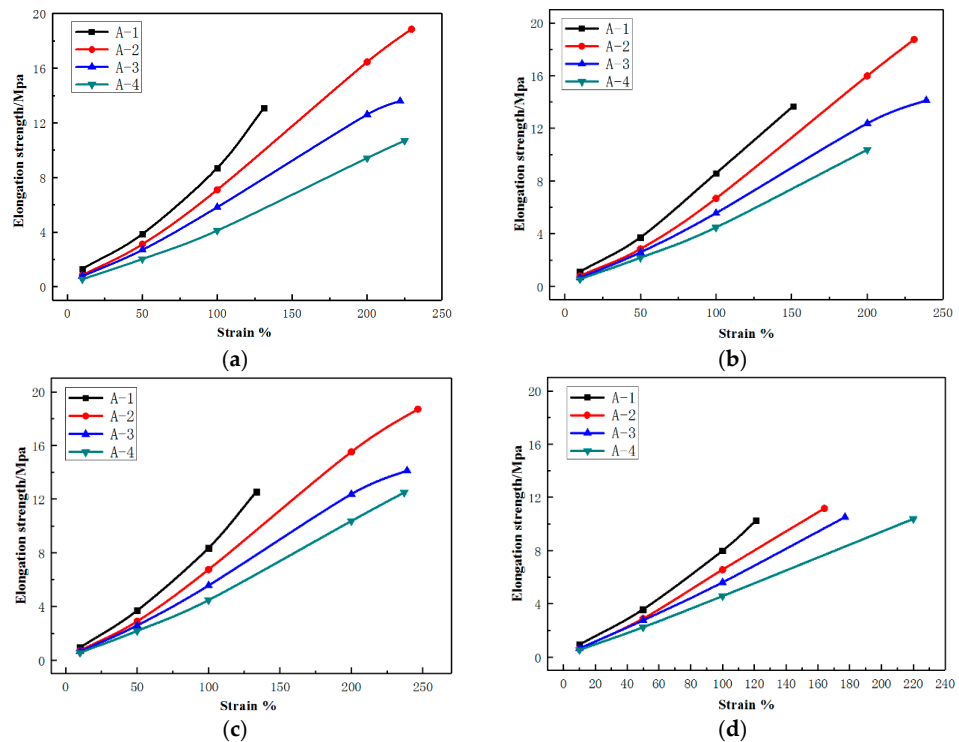 20
16
12
8
4
0
Elongation strength/Mpa
A-1
A-2
A-3
A-4
0 50 100 150 200 250
Strain %
(a)
20
16
12
8
4
0
Elongation strength/Mpa
A-1
A-2
A-3
A-4
0 50 100 150 200 250
Strain %
(b)
20
16
12
8
4
0
Elongation strength/Mpa
A-1
A-2
A-3
A-4
0 50 100 150 200 250
Strain %
(c)
20
16
12
8
4
0
Elongation strength/Mpa
A-1
A-2
A-3
A-4
0 20 40 60 80 100 120 140 160 180 200 220 240
Strain %
(d)